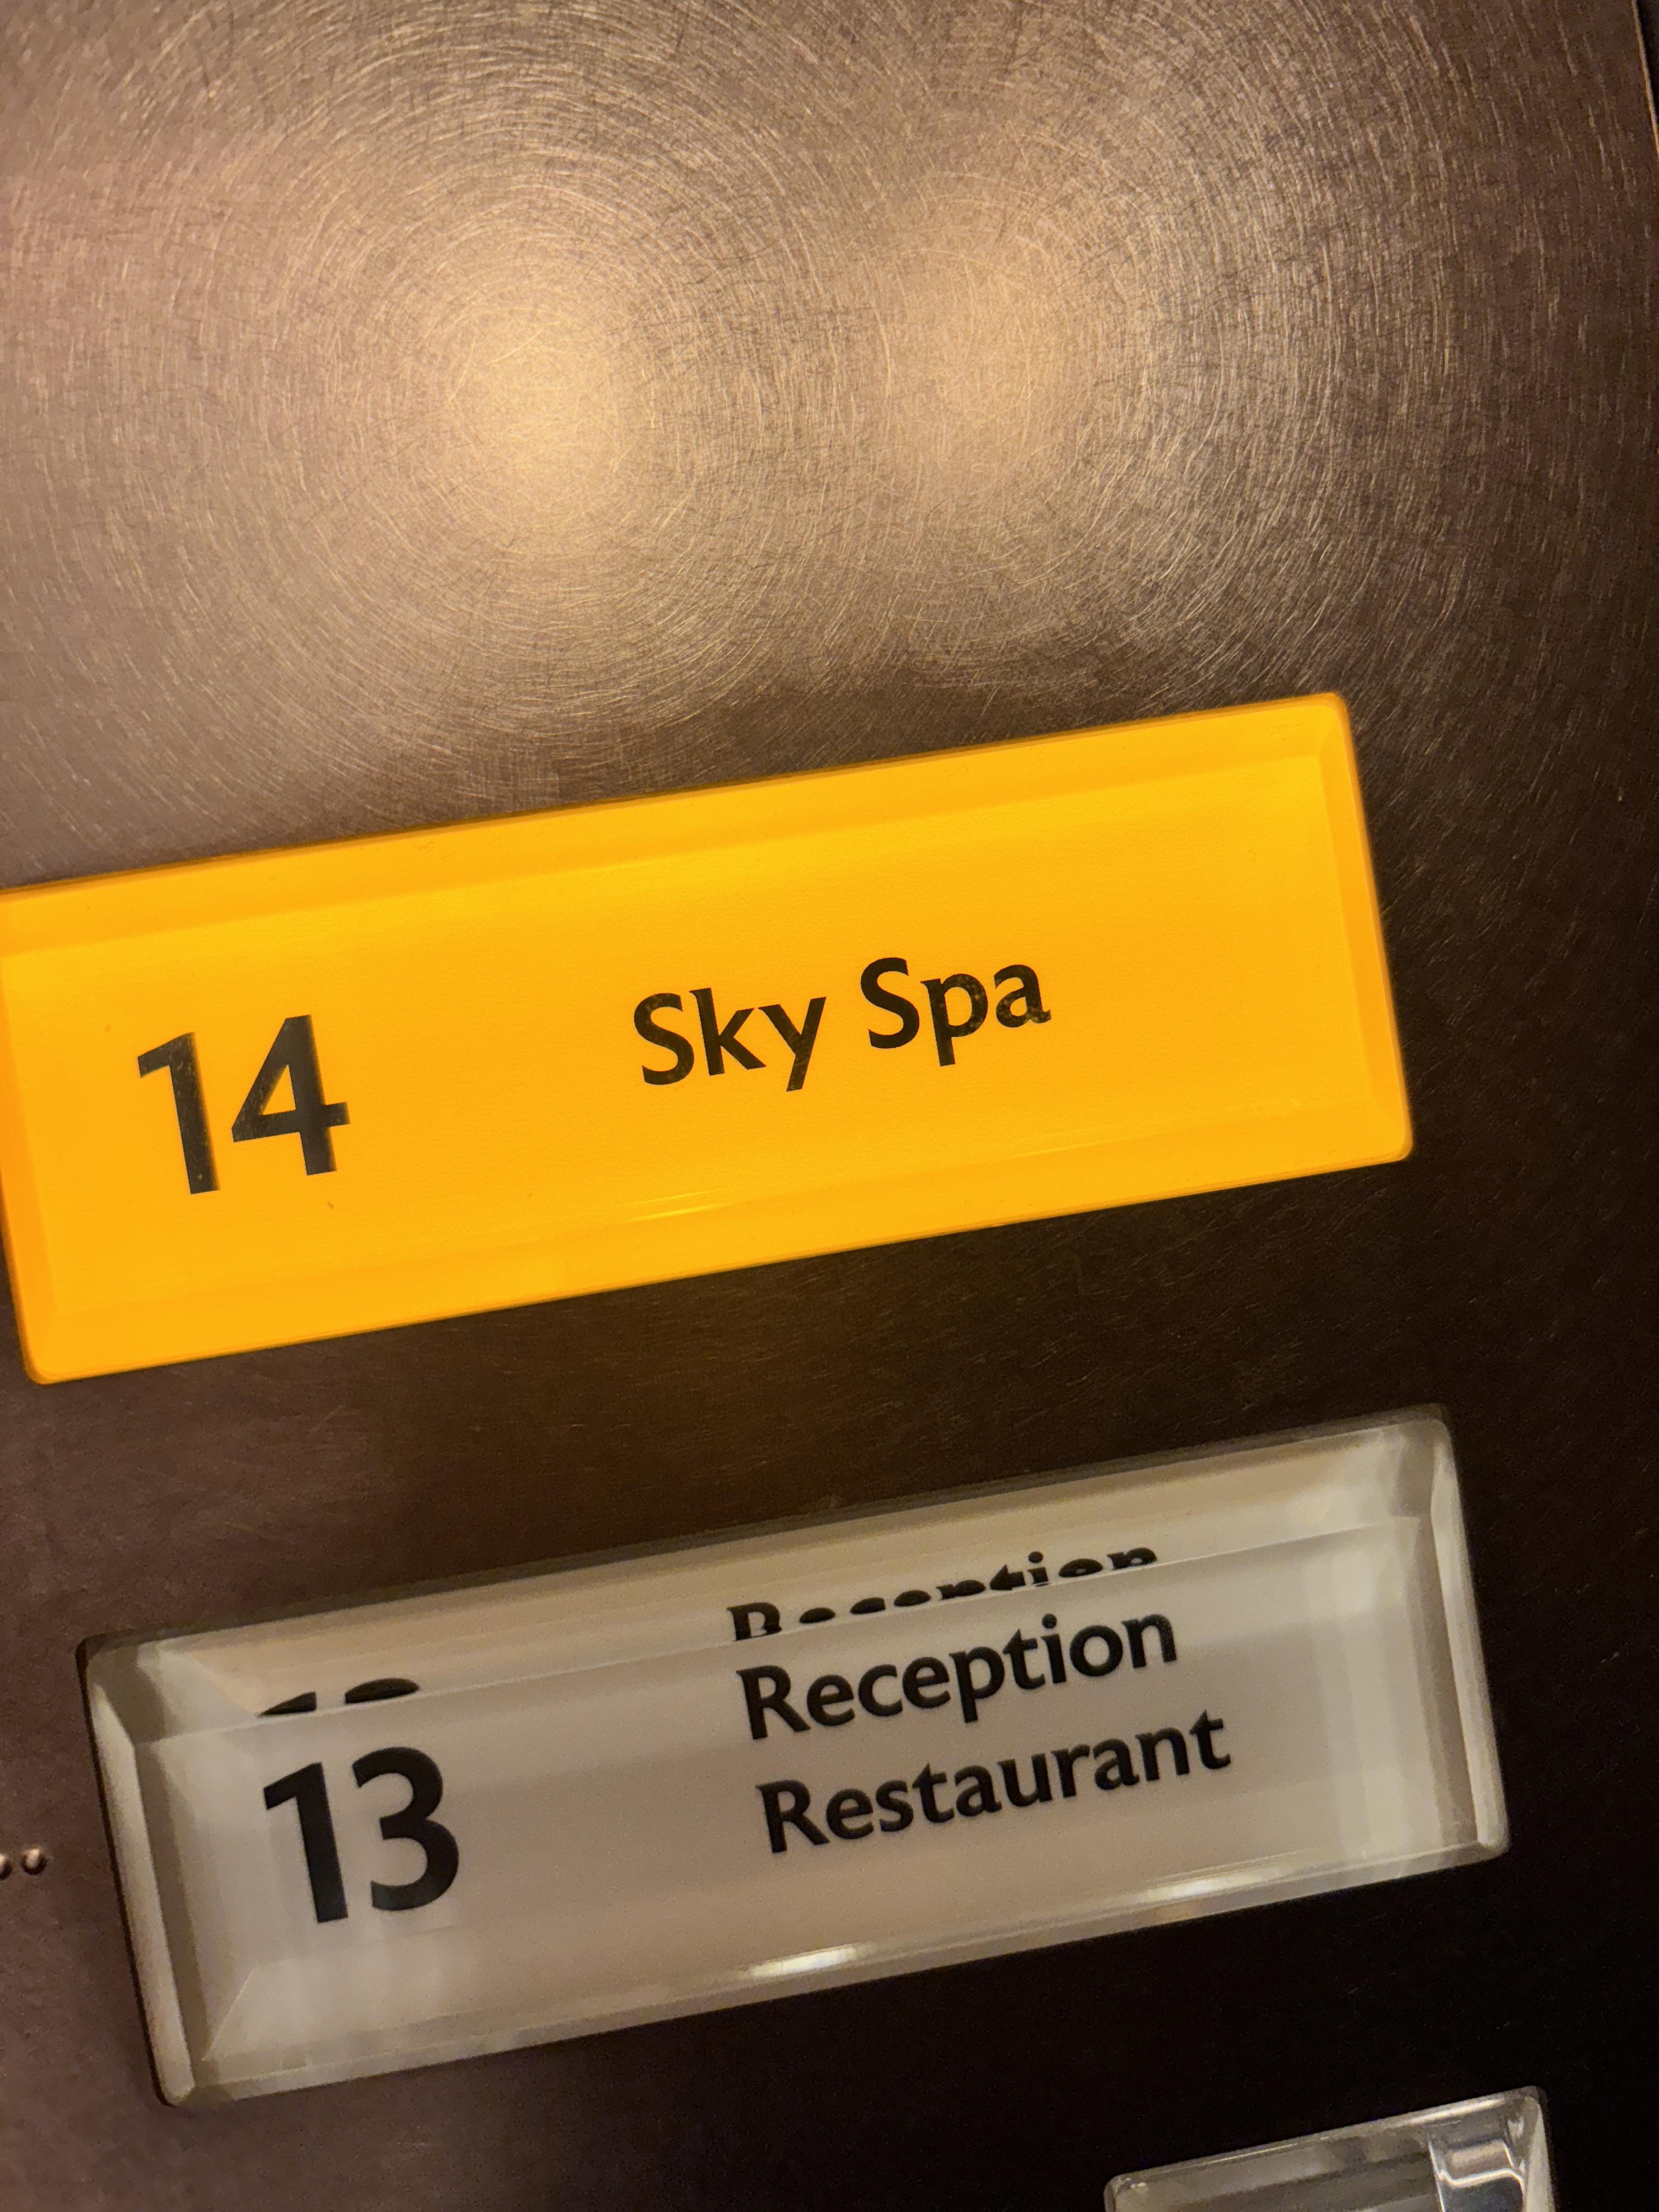 14 Sky Spa
13 Reception
Restaurant